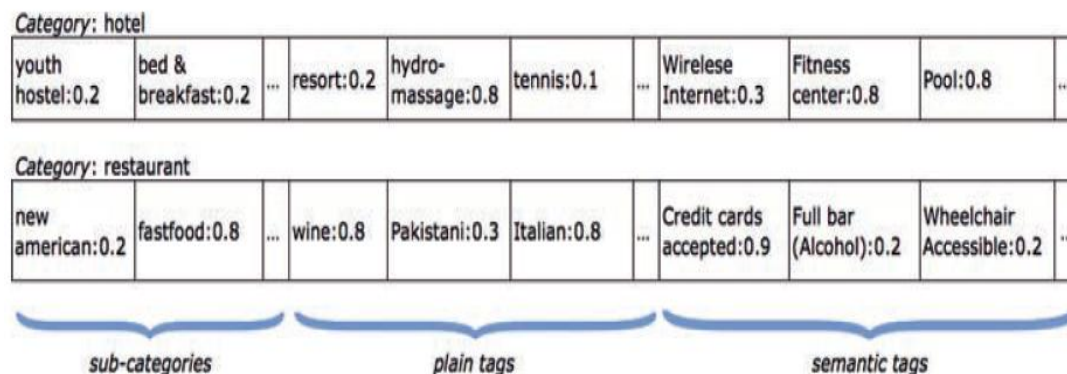 Category: hotel
youth hostel:0.2 bed & breakfast:0.2 ... resort:0.2 hydro-massage:0.8 tennis:0.1 ... Wirelese Internet:0.3 Fitness center:0.8 Pool:0.8 ...
Category: restaurant
new american:0.2 fastfood:0.8 ... wine:0.8 Pakistani:0.3 Italian:0.8 ... Credit cards accepted:0.9 Full bar (Alcohol):0.2 Wheelchair Accessible:0.2 ...
sub-categories plain tags semantic tags